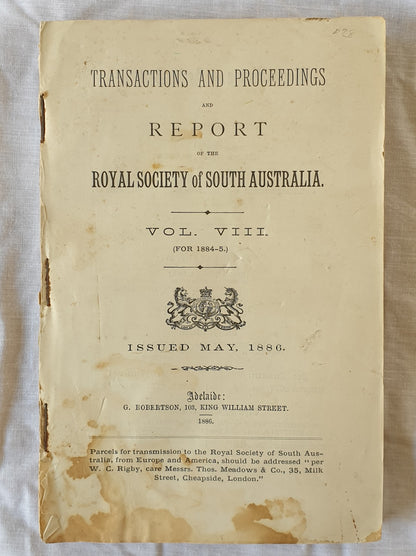 TRANSACTIONS AND PROCEEDINGS
AND
REPORT
OF THE
ROYAL SOCIETY of SOUTH AUSTRALIA.
VOL. VIII.
(FOR 1884-5.)
ISSUED MAY, 1886.
Adelaide:
G. ROBERTSON, 103, KING WILLIAM STREET.
1886.
Parcels for transmission to the Royal Society of South Aus-
tralia, from Europe and America, should be addressed "per
W. C. Rigby, care Messrs. Thos. Meadows & Co., 35, Milk
Street, Cheapside, London."